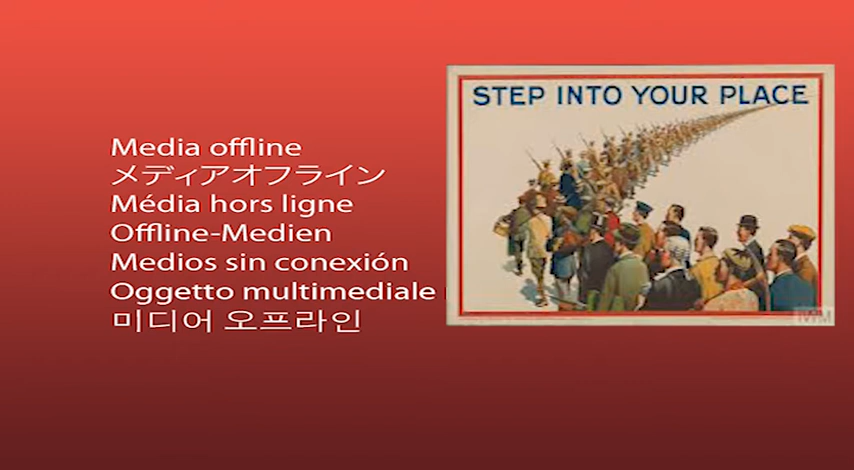 Media offline
メディアオフライン
Média hors ligne
Offline-Medien
Medios sin conexión
Oggetto multimediale
미디어 오프라인
STEP INTO YOUR PLACE
IWM